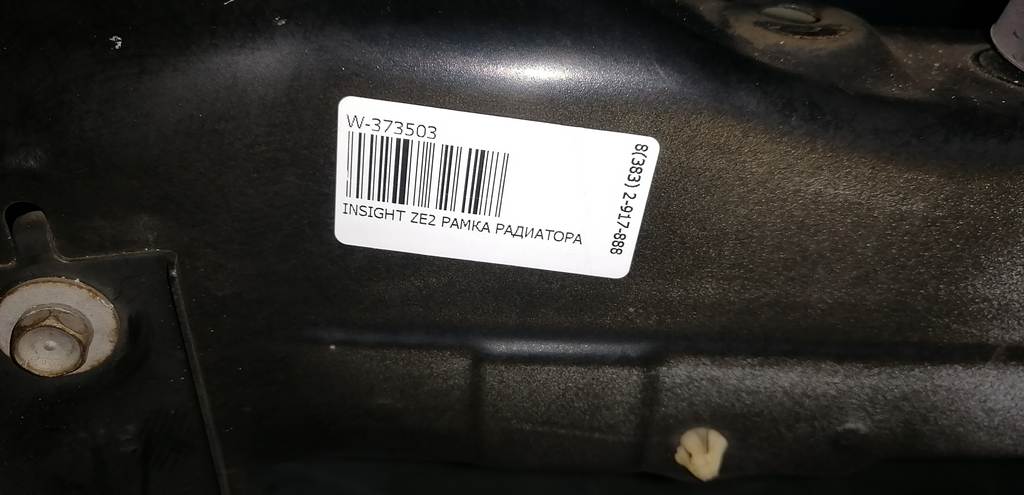 W-373503
INSIGHT ZE2 РАМКА РАДИАТОРА
8(383) 2-917-888